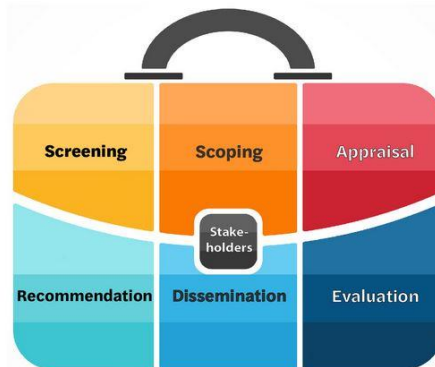 Screening
Scoping
Appraisal
Stake-
holders
Recommendation
Dissemination
Evaluation